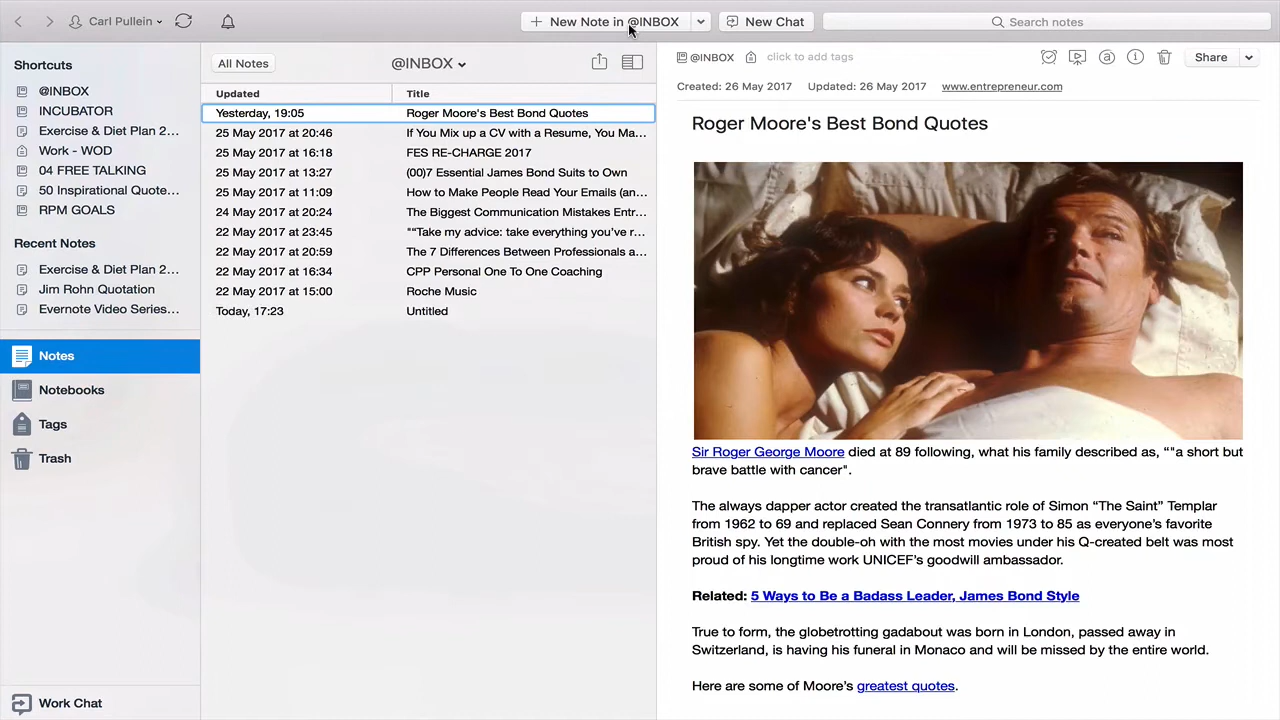 Carl Pullein
New Note in @INBOX
New Chat
Search notes
Shortcuts
@INBOX
INCUBATOR
Exercise & Diet Plan 2...
Work - WOD
04 FREE TALKING
50 Inspirational Quote...
RPM GOALS
Recent Notes
Exercise & Diet Plan 2...
Jim Rohn Quotation
Evernote Video Series...
Notes
Notebooks
Tags
Trash
Work Chat
All Notes
@INBOX
Updated Title
Yesterday, 19:05 Roger Moore's Best Bond Quotes
25 May 2017 at 20:46 If You Mix up a CV with a Resume, You Ma...
25 May 2017 at 16:18 FES RE-CHARGE 2017
25 May 2017 at 13:27 (00)7 Essential James Bond Suits to Own
25 May 2017 at 11:09 How to Make People Read Your Emails (an...
24 May 2017 at 20:24 The Biggest Communication Mistakes Entr...
22 May 2017 at 23:45 "“Take my advice: take everything you’ve r...
22 May 2017 at 20:59 The 7 Differences Between Professionals a...
22 May 2017 at 16:34 CPP Personal One To One Coaching
22 May 2017 at 15:00 Roche Music
Today, 17:23 Untitled
@INBOX click to add tags
Share
Created: 26 May 2017 Updated: 26 May 2017 www.entrepreneur.com
Roger Moore's Best Bond Quotes
Sir Roger George Moore died at 89 following, what his family described as, “"a short but
brave battle with cancer".
The always dapper actor created the transatlantic role of Simon “The Saint” Templar
from 1962 to 69 and replaced Sean Connery from 1973 to 85 as everyone’s favorite
British spy. Yet the double-oh with the most movies under his Q-created belt was most
proud of his longtime work UNICEF’s goodwill ambassador.
Related: 5 Ways to Be a Badass Leader, James Bond Style
True to form, the globetrotting gadabout was born in London, passed away in
Switzerland, is having his funeral in Monaco and will be missed by the entire world.
Here are some of Moore’s greatest quotes.